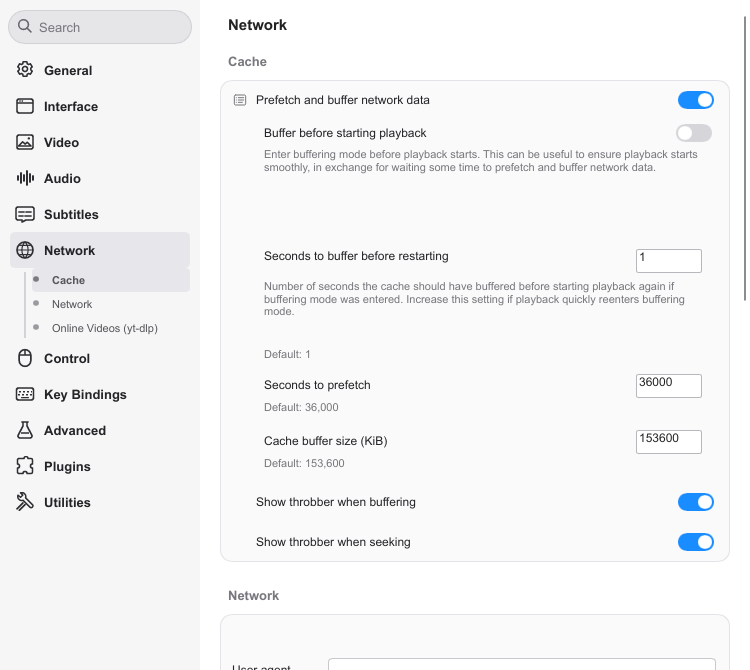 Search
General
Interface
Video
Audio
Subtitles
Network
Cache
Network
Online Videos (yt-dlp)
Control
Key Bindings
Advanced
Plugins
Utilities
Network
Cache
Prefetch and buffer network data
Buffer before starting playback
Enter buffering mode before playback starts. This can be useful to ensure playback starts
smoothly, in exchange for waiting some time to prefetch and buffer network data.
Seconds to buffer before restarting
1
Number of seconds the cache should have buffered before starting playback again if
buffering mode was entered. Increase this setting if playback quickly reenters buffering
mode.
Default: 1
Seconds to prefetch
36000
Default: 36,000
Cache buffer size (KiB)
153600
Default: 153,600
Show throbber when buffering
Show throbber when seeking
Network
User agent